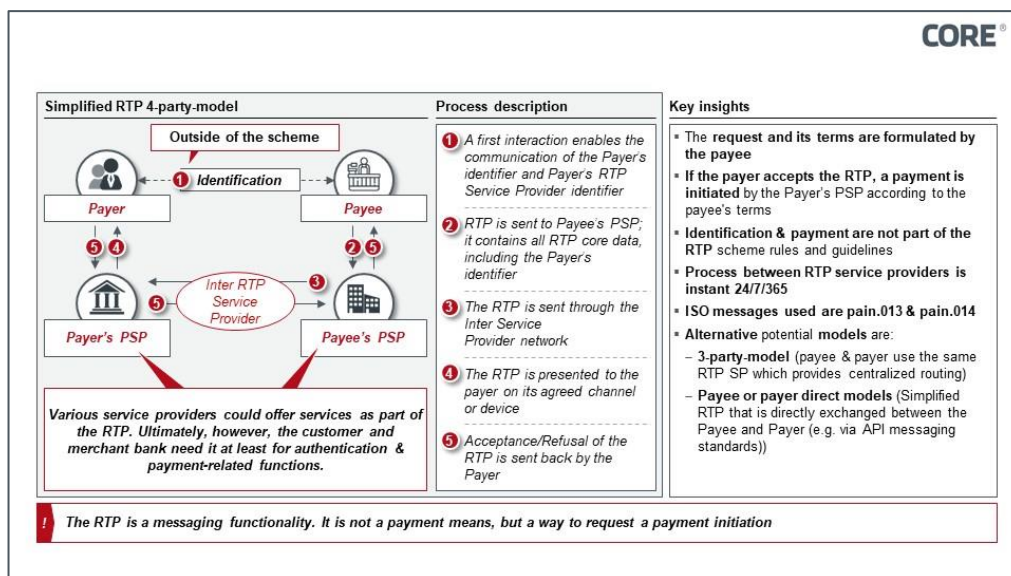 CORE®
Simplified RTP 4-party-model
Outside of the scheme
1 Identification
Payer
Payee
5 4
2 5
Inter RTP
Service
Provider
3
5
Payer's PSP
Payee's PSP
Various service providers could offer services as part of
the RTP. Ultimately, however, the customer and
merchant bank need it at least for authentication &
payment-related functions.
Process description
1 A first interaction enables the
communication of the Payer's
identifier and Payer's RTP
Service Provider identifier
2 RTP is sent to Payee's PSP;
it contains all RTP core data,
including the Payer's
identifier
3 The RTP is sent through the
Inter Service
Provider network
4 The RTP is presented to the
payer on its agreed channel
or device
5 Acceptance/Refusal of the
RTP is sent back by the
Payer
Key insights
▪ The request and its terms are formulated by
the payee
▪ If the payer accepts the RTP, a payment is
initiated by the Payer's PSP according to the
payee's terms
▪ Identification & payment are not part of the
RTP scheme rules and guidelines
▪ Process between RTP service providers is
instant 24/7/365
▪ ISO messages used are pain.013 & pain.014
▪ Alternative potential models are:
– 3-party-model (payee & payer use the same
RTP SP which provides centralized routing)
– Payee or payer direct models (Simplified
RTP that is directly exchanged between the
Payee and Payer (e.g. via API messaging
standards))
! The RTP is a messaging functionality. It is not a payment means, but a way to request a payment initiation